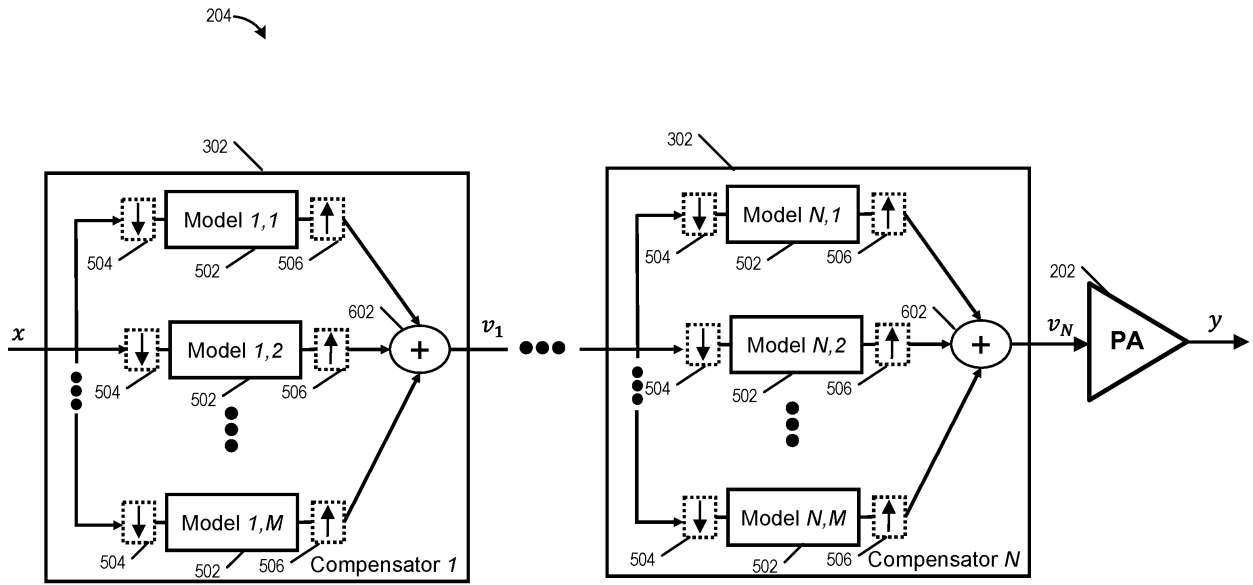 204
302
302
Model 1,1
504
502
506
Model N,1
504
502
506
202
x
602
+
v1
Model 1,2
504
502
506
602
+
vN
PA
y
Model N,2
504
502
506
Model 1,M
504
502
506
Compensator 1
Model N,M
504
502
506
Compensator N